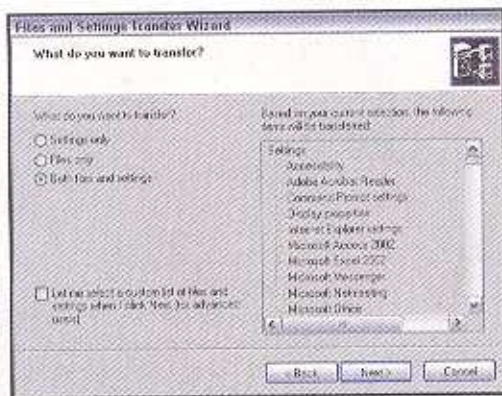 Files and Settings Transfer Wizard
What do you want to transfer?
What do you want to transfer?
Settings only
Files only
Both files and settings
Let me select a custom list of files and
settings when I click Next (for advanced
users)
Based on your current selection, the following
items will be transferred:
Settings
Accessibility
Adobe Acrobat Reader
Command Prompt settings
Display properties
Internet Explorer settings
Microsoft Access 2002
Microsoft Excel 2002
Microsoft Messenger
Microsoft Netmeeting
Microsoft Office
< Back
Next >
Cancel